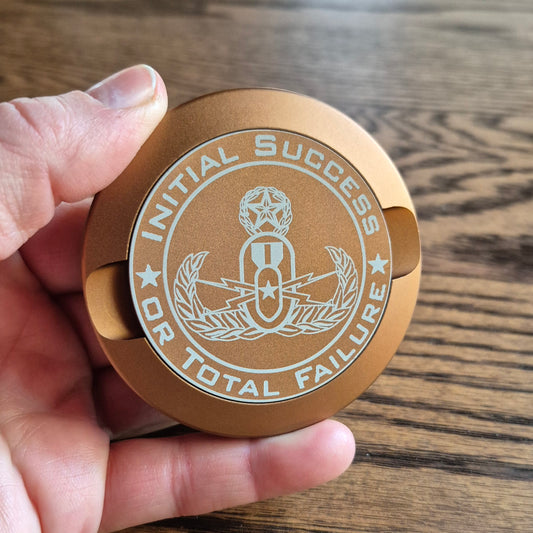 INITIAL SUCCESS
OR TOTAL FAILURE